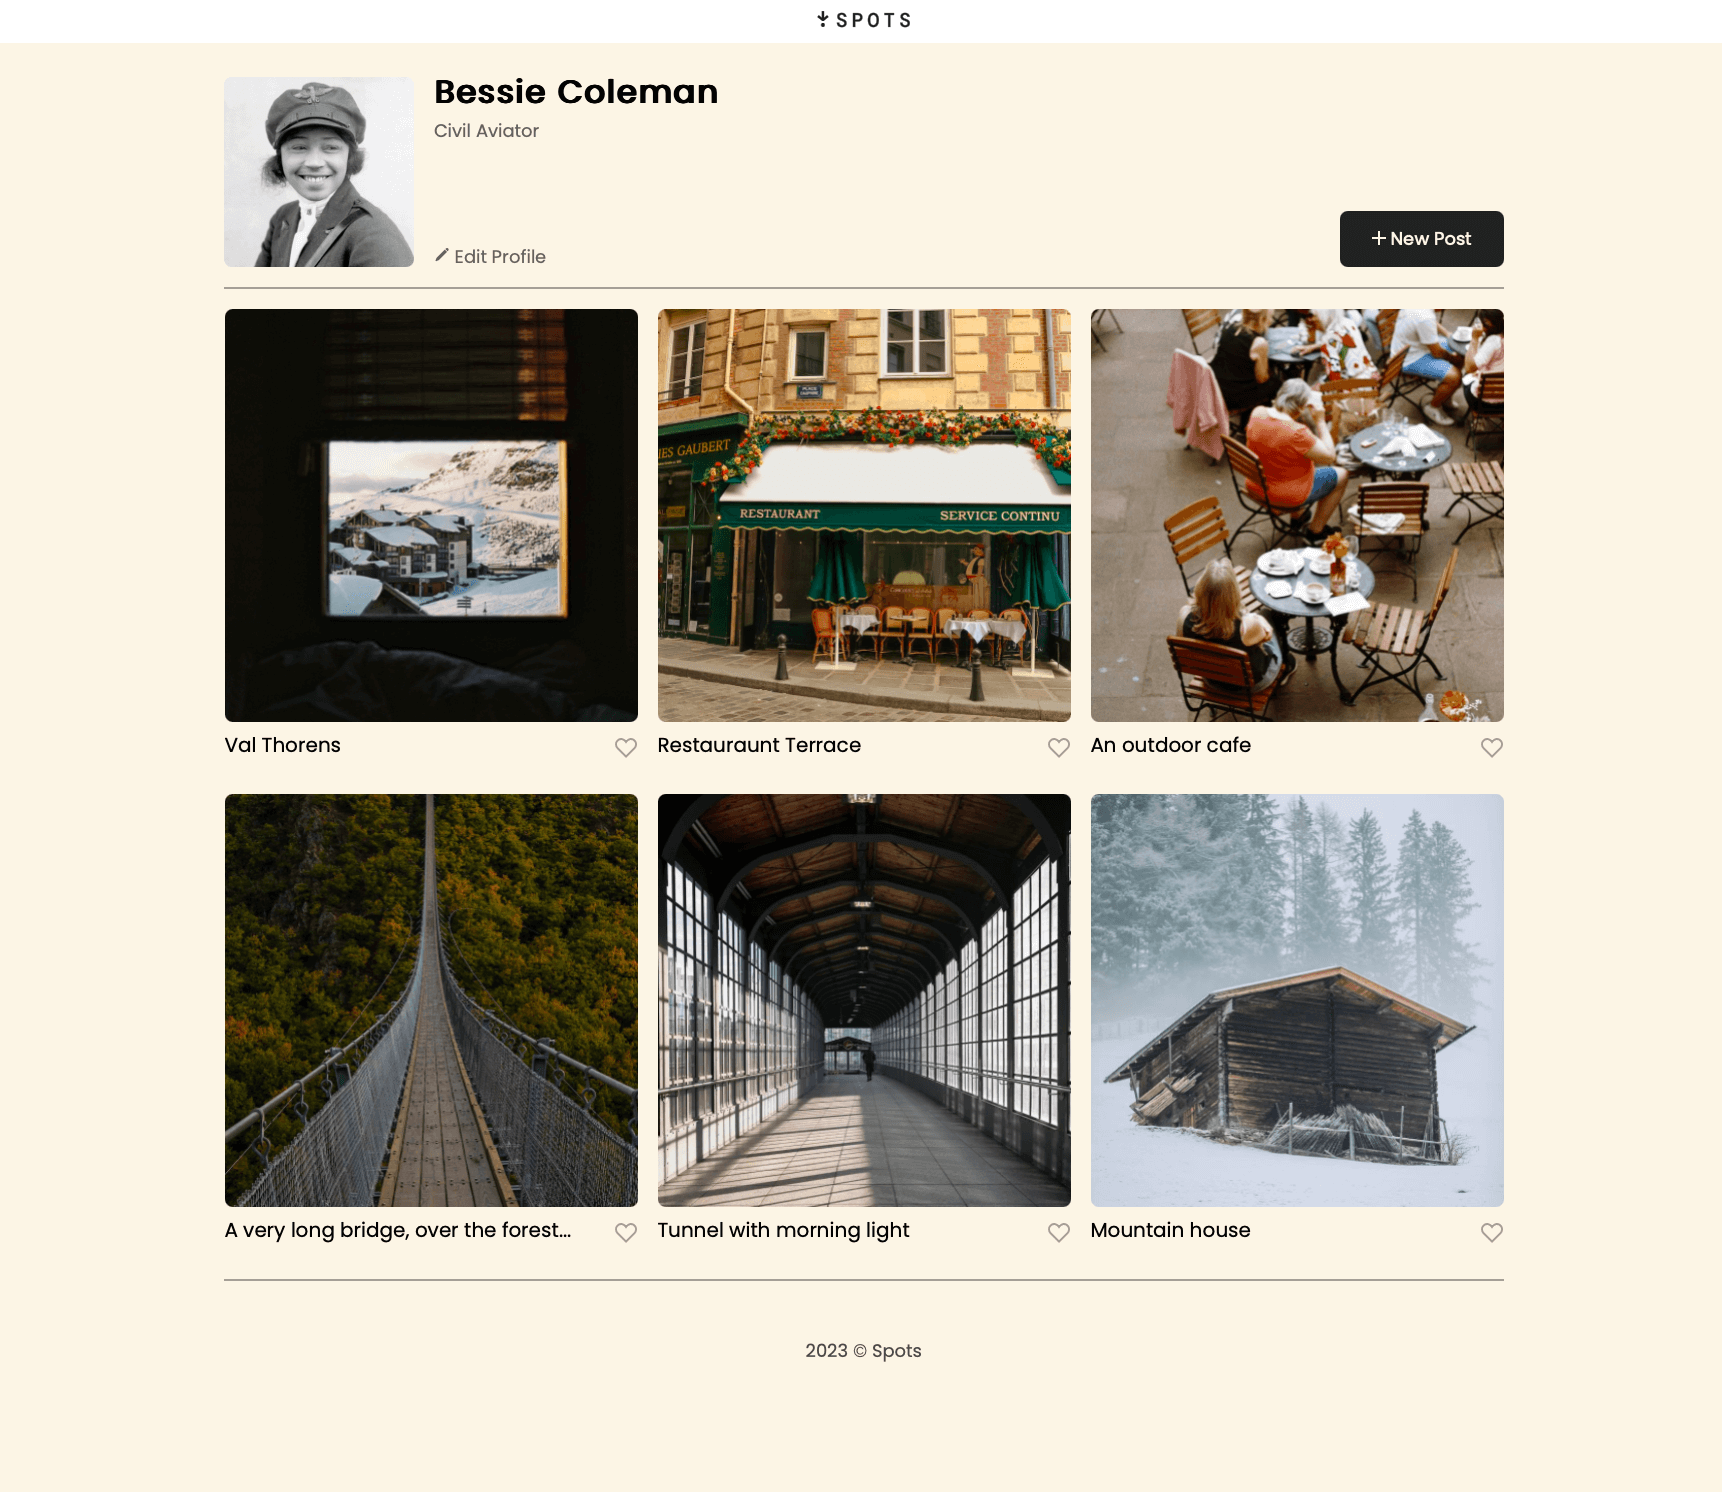 SPOTS
Bessie Coleman
Civil Aviator
Edit Profile
+ New Post
IES GAUBERT
RESTAURANT
SERVICE CONTINU
Val Thorens
Restauraunt Terrace
An outdoor cafe
A very long bridge, over the forest...
Tunnel with morning light
Mountain house
2023 © Spots